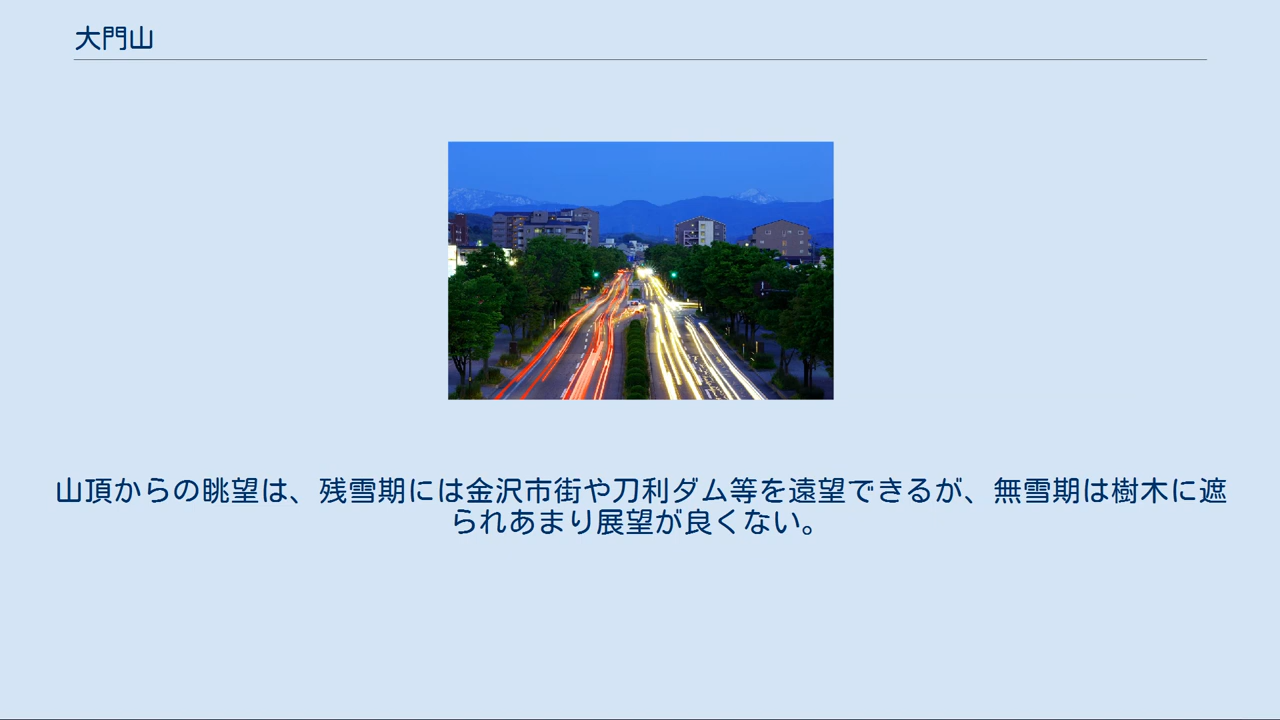 大門山
山頂からの眺望は、残雪期には金沢市街や刀利ダム等を遠望できるが、無雪期は樹木に遮
られあまり展望が良くない。